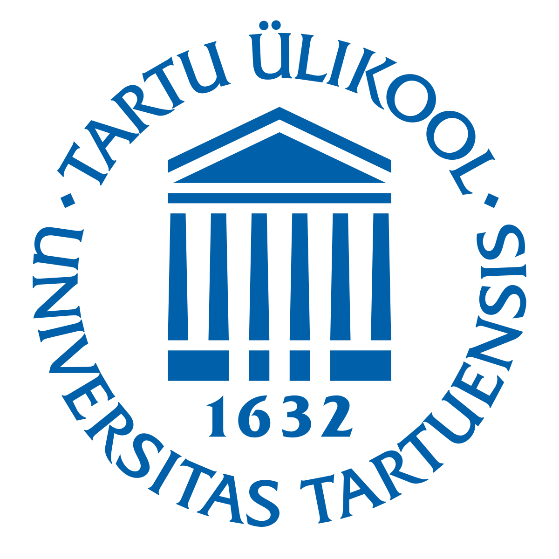 TARTU ÜLIKOOL
1632
· UNIVERSITAS TARTUENSIS ·